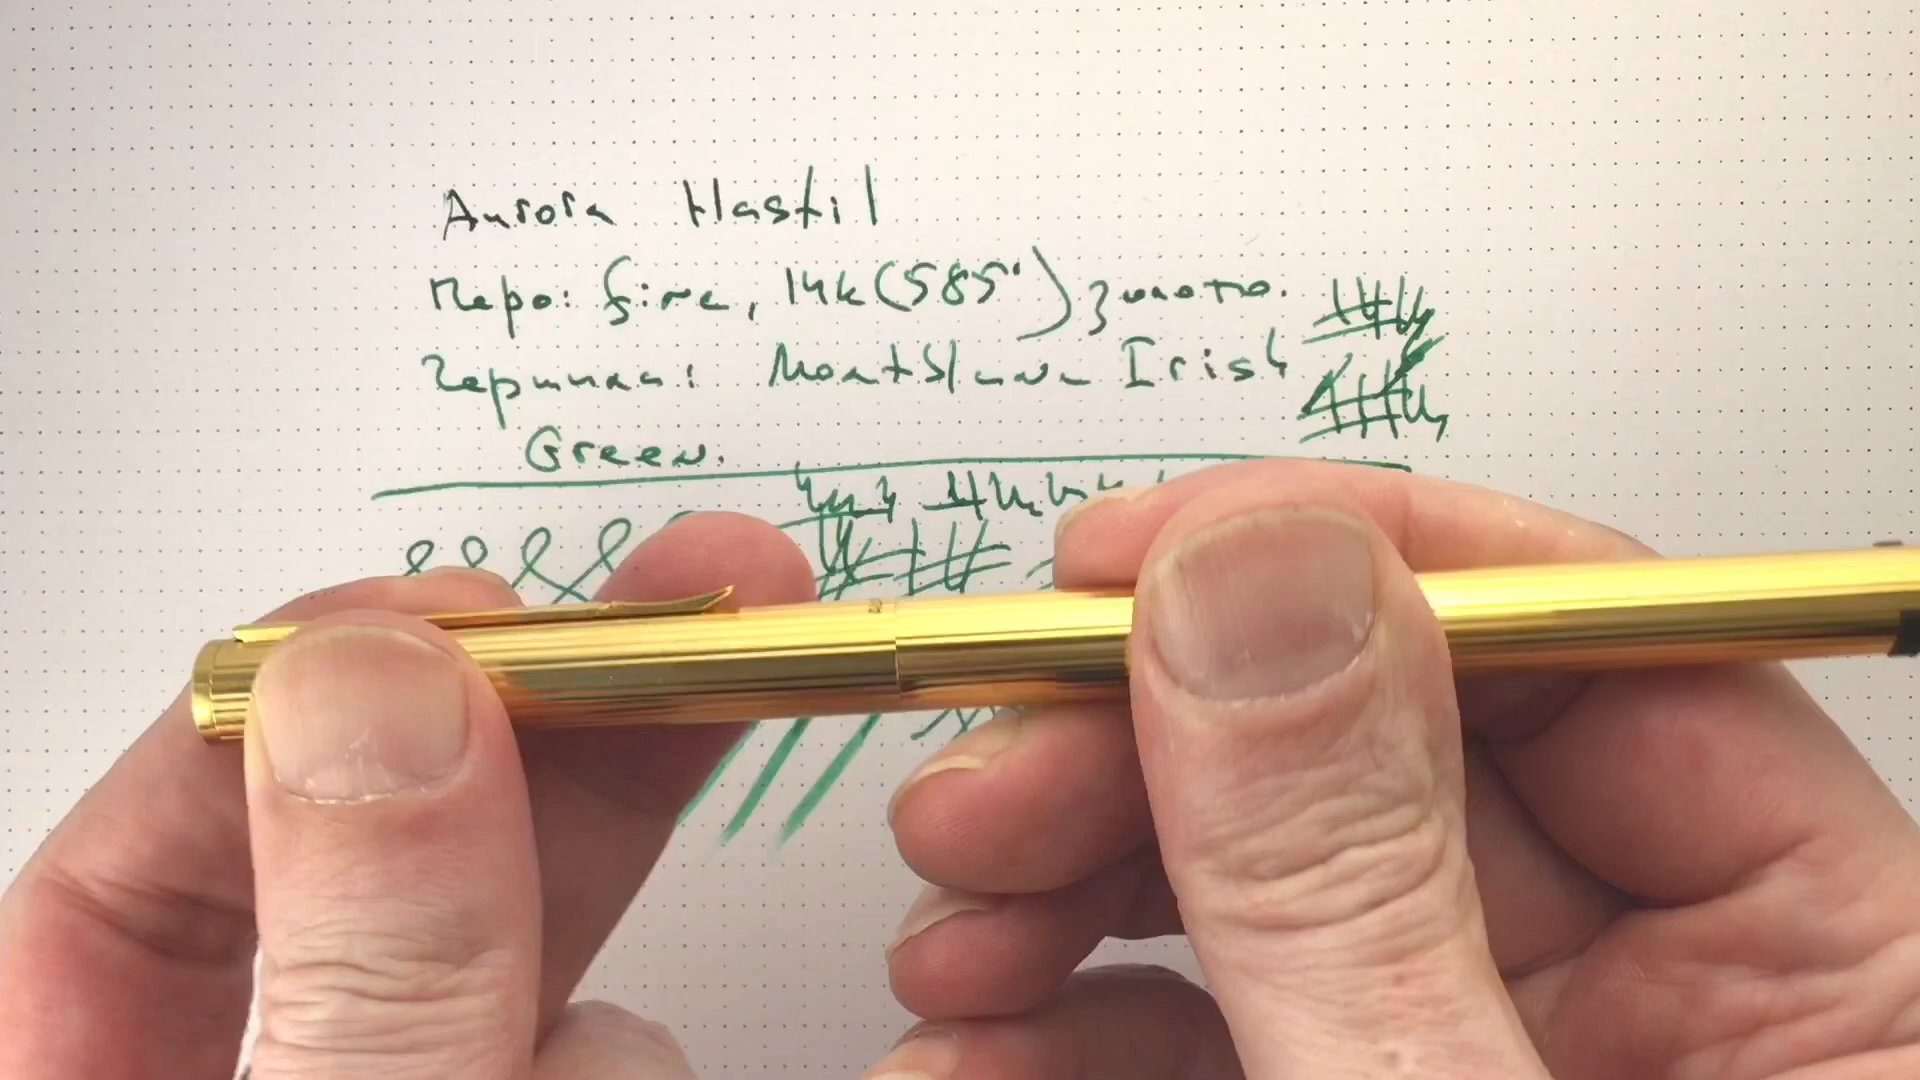 Aurora Hastil
Перо: fine, 14k (585°) золото.
Чернила: Montblanc Irish
Green.